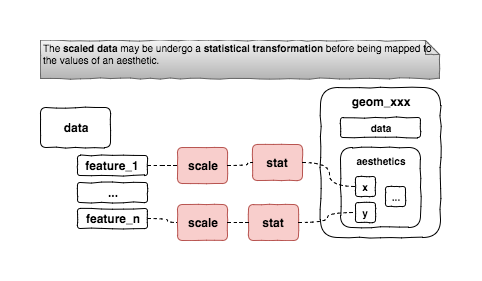 The scaled data may be undergo a statistical transformation before being mapped to
the values of an aesthetic.
geom_xxx
data
data
aesthetics
feature_1
scale
stat
x
...
...
feature_n
scale
stat
y